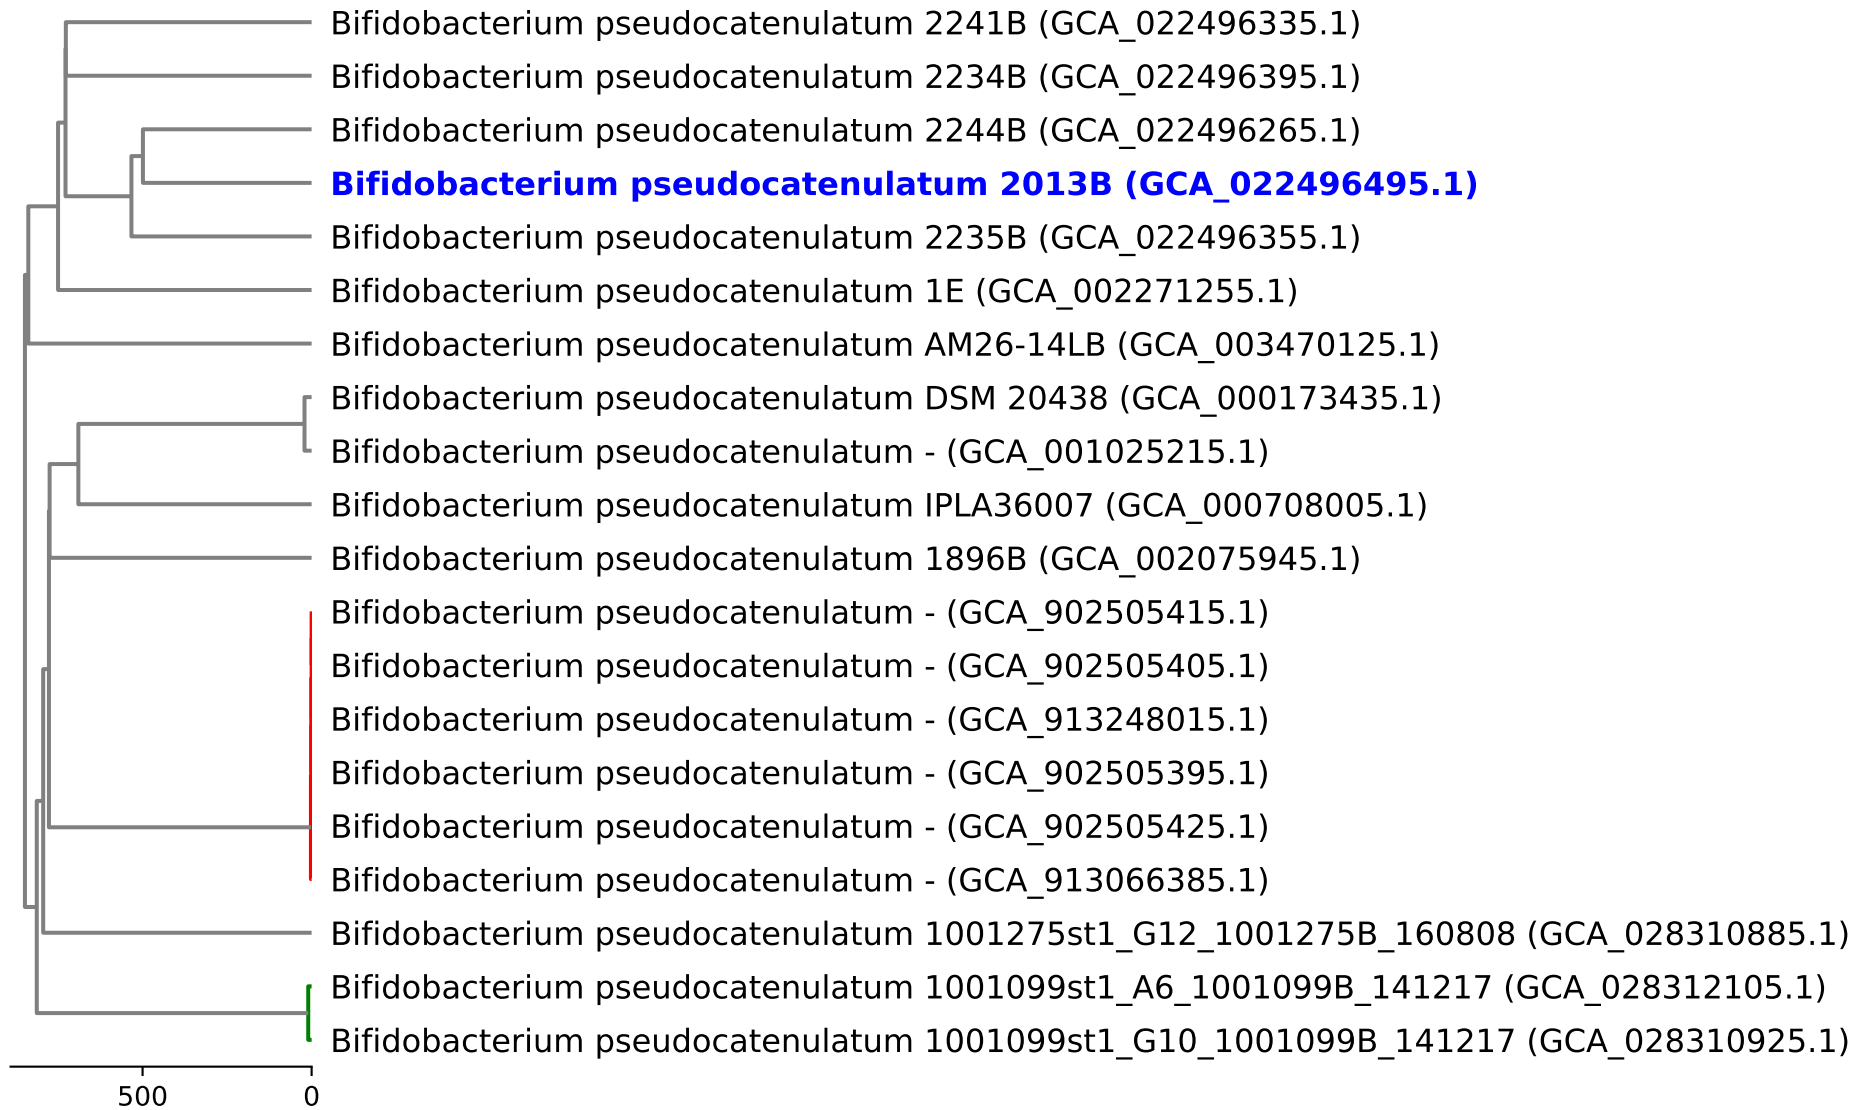 Bifidobacterium pseudocatenulatum 2241B (GCA_022496335.1)
Bifidobacterium pseudocatenulatum 2234B (GCA_022496395.1)
Bifidobacterium pseudocatenulatum 2244B (GCA_022496265.1)
Bifidobacterium pseudocatenulatum 2013B (GCA_022496495.1)
Bifidobacterium pseudocatenulatum 2235B (GCA_022496355.1)
Bifidobacterium pseudocatenulatum 1E (GCA_002271255.1)
Bifidobacterium pseudocatenulatum AM26-14LB (GCA_003470125.1)
Bifidobacterium pseudocatenulatum DSM 20438 (GCA_000173435.1)
Bifidobacterium pseudocatenulatum - (GCA_001025215.1)
Bifidobacterium pseudocatenulatum IPLA36007 (GCA_000708005.1)
Bifidobacterium pseudocatenulatum 1896B (GCA_002075945.1)
Bifidobacterium pseudocatenulatum - (GCA_902505415.1)
Bifidobacterium pseudocatenulatum - (GCA_902505405.1)
Bifidobacterium pseudocatenulatum - (GCA_913248015.1)
Bifidobacterium pseudocatenulatum - (GCA_902505395.1)
Bifidobacterium pseudocatenulatum - (GCA_902505425.1)
Bifidobacterium pseudocatenulatum - (GCA_913066385.1)
Bifidobacterium pseudocatenulatum 1001275st1_G12_1001275B_160808 (GCA_028310885.1)
Bifidobacterium pseudocatenulatum 1001099st1_A6_1001099B_141217 (GCA_028312105.1)
Bifidobacterium pseudocatenulatum 1001099st1_G10_1001099B_141217 (GCA_028310925.1)
500 0